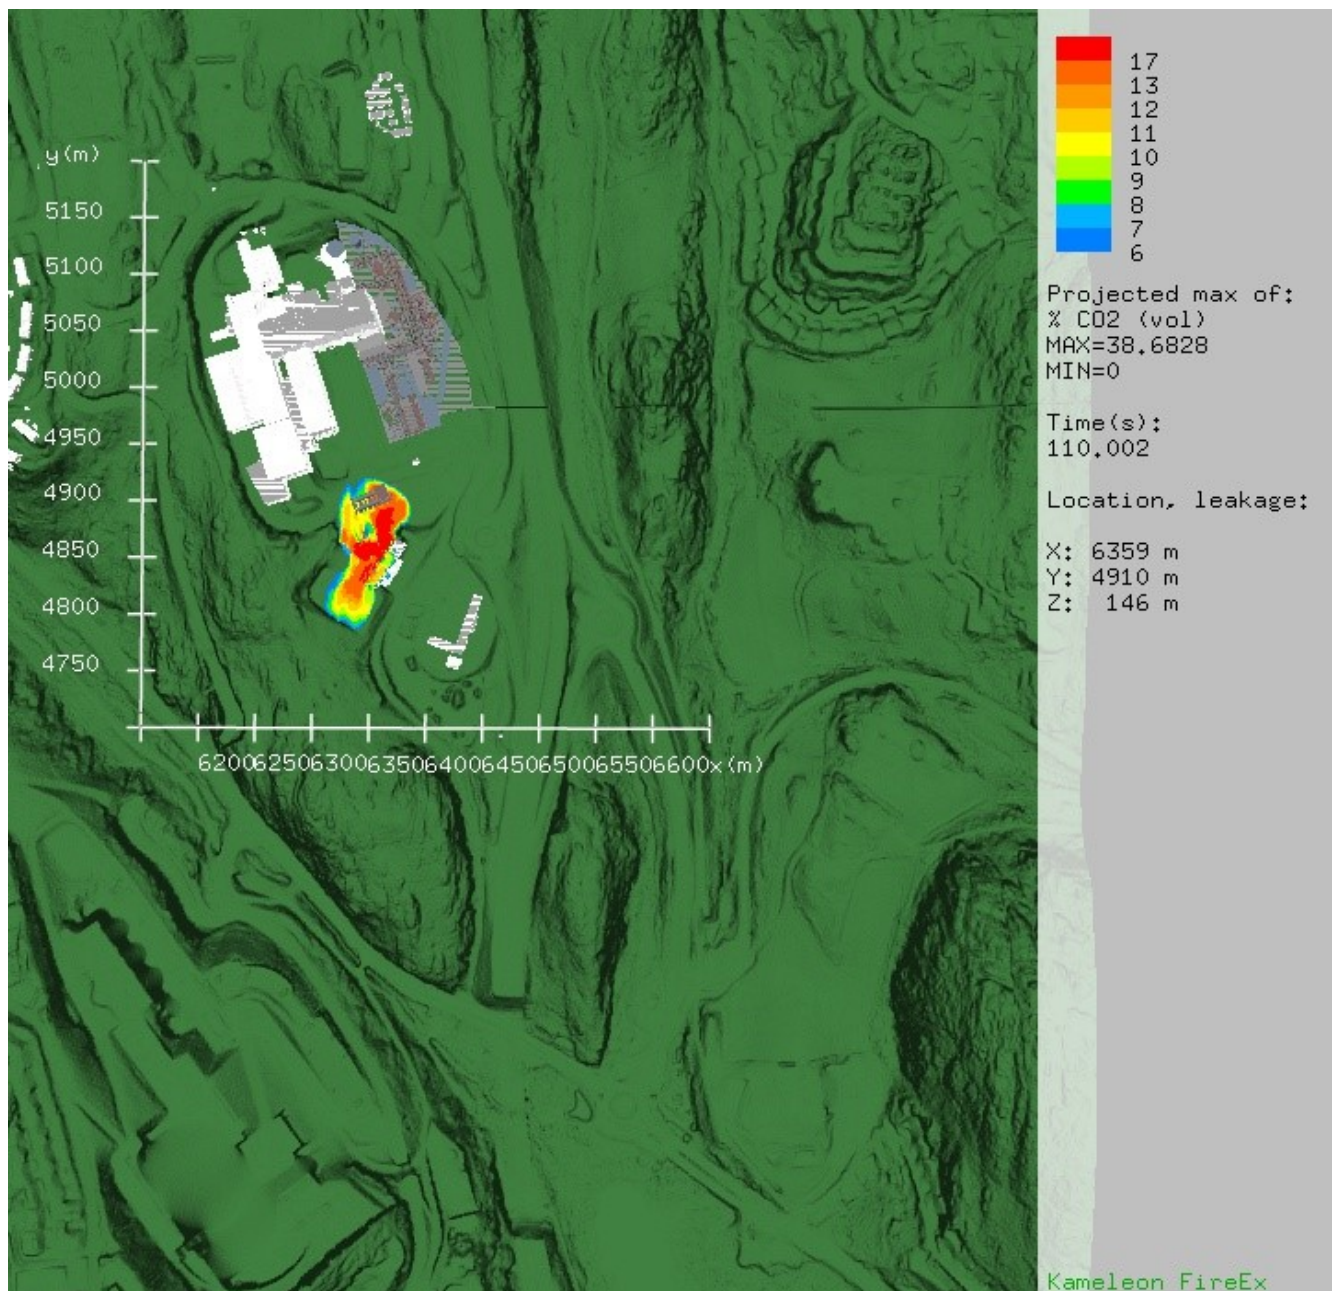 y(m)
5150
5100
5050
5000
4950
4900
4850
4800
4750
620062506300635064006450650065506600x(m)
17
13
12
11
10
9
8
7
6
Projected max of:
% CO2 (vol)
MAX=38.6828
MIN=0
Time(s):
110.002
Location, leakage:
X: 6359 m
Y: 4910 m
Z: 146 m
Kameleon FireEx